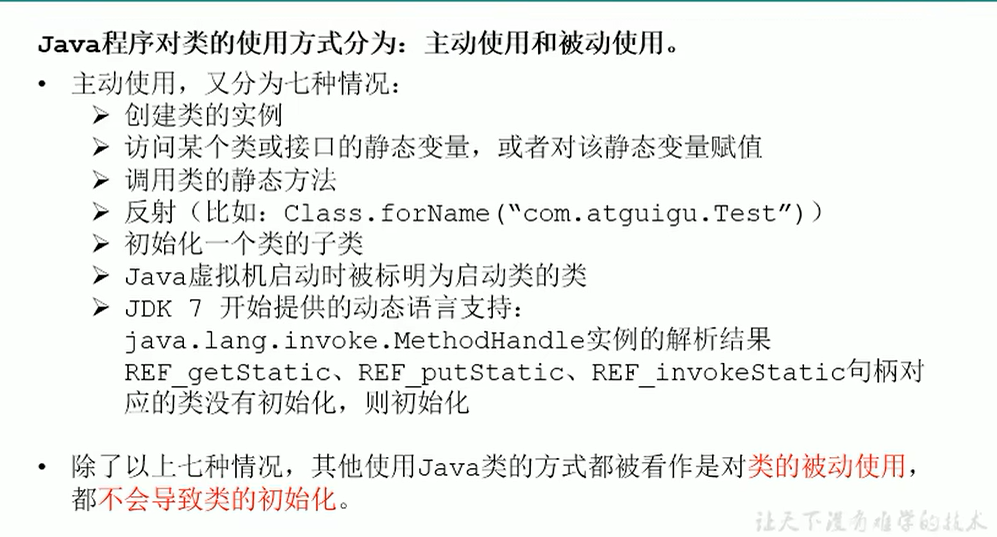 Java程序对类的使用方式分为：主动使用和被动使用。
• 主动使用，又分为七种情况：
➢ 创建类的实例
➢ 访问某个类或接口的静态变量，或者对该静态变量赋值
➢ 调用类的静态方法
➢ 反射（比如：Class.forName(“com.atguigu.Test”)）
➢ 初始化一个类的子类
➢ Java虚拟机启动时被标明为启动类的类
➢ JDK 7 开始提供的动态语言支持：
java.lang.invoke.MethodHandle实例的解析结果
REF_getStatic、REF_putStatic、REF_invokeStatic句柄对
应的类没有初始化，则初始化
• 除了以上七种情况，其他使用Java类的方式都被看作是对类的被动使用，
都不会导致类的初始化。
让天下没有难学的技术